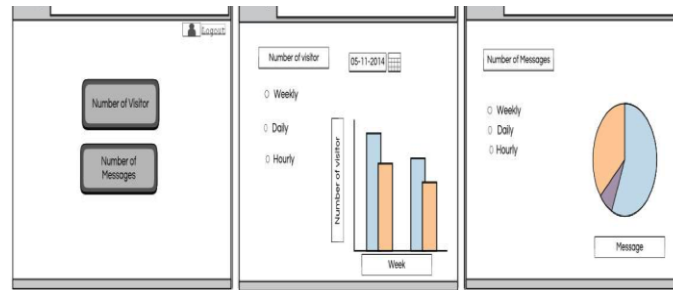 Logout
Number of Visitor
Number of
Messages
Number of visitor
05-11-2014
Weekly
Daily
Hourly
Number of visitor
Week
Number of Messages
Weekly
Daily
Hourly
Message